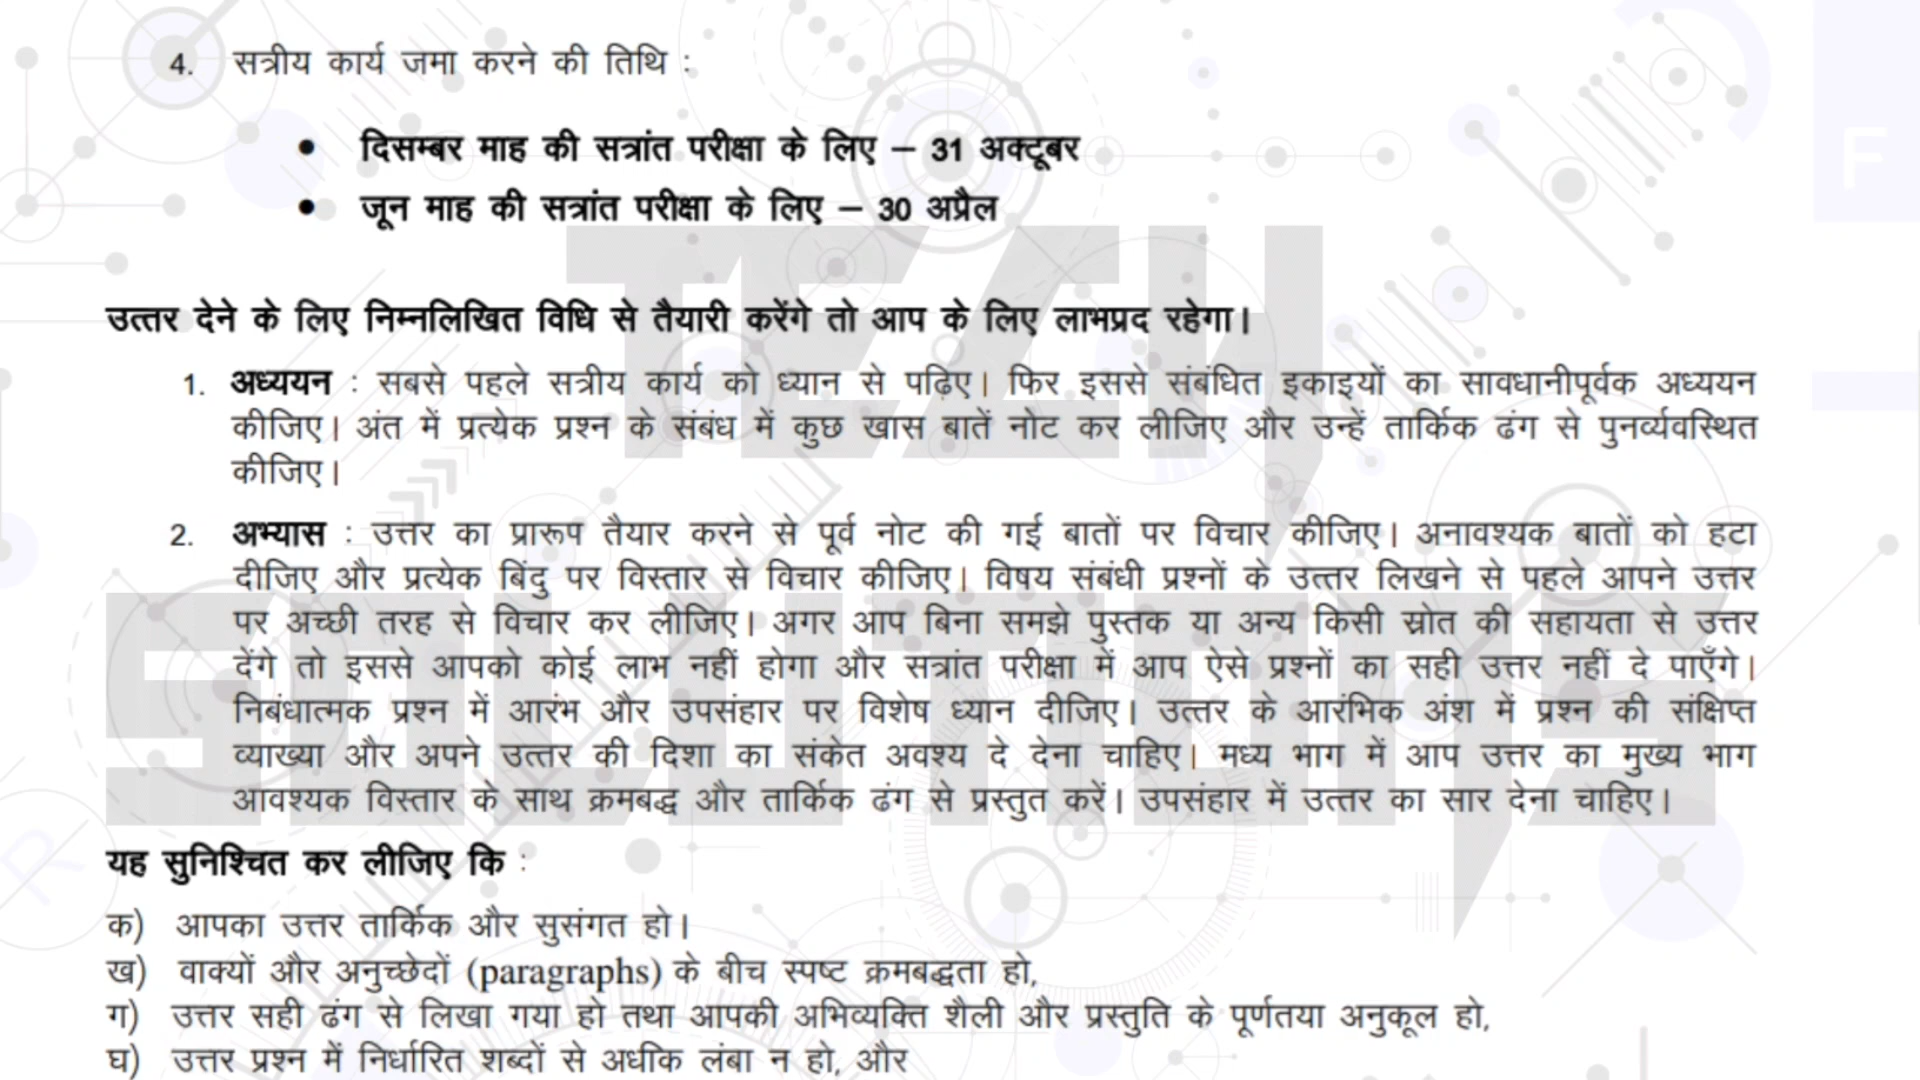 4. सत्रीय कार्य जमा करने की तिथि :
• दिसम्बर माह की सत्रांत परीक्षा के लिए – 31 अक्टूबर
• जून माह की सत्रांत परीक्षा के लिए – 30 अप्रैल
उत्तर देने के लिए निम्नलिखित विधि से तैयारी करेंगे तो आप के लिए लाभप्रद रहेगा।
1. अध्ययन : सबसे पहले सत्रीय कार्य को ध्यान से पढ़िए। फिर इससे संबंधित इकाइयों का सावधानीपूर्वक अध्ययन
कीजिए। अंत में प्रत्येक प्रश्न के संबंध में कुछ खास बातें नोट कर लीजिए और उन्हें तार्किक ढंग से पुनर्व्यवस्थित
कीजिए।
2. अभ्यास : उत्तर का प्रारूप तैयार करने से पूर्व नोट की गई बातों पर विचार कीजिए। अनावश्यक बातों को हटा
दीजिए और प्रत्येक बिंदु पर विस्तार से विचार कीजिए। विषय संबंधी प्रश्नों के उत्तर लिखने से पहले आपने उत्तर
पर अच्छी तरह से विचार कर लीजिए। अगर आप बिना समझे पुस्तक या अन्य किसी स्रोत की सहायता से उत्तर
देंगे तो इससे आपको कोई लाभ नहीं होगा और सत्रांत परीक्षा में आप ऐसे प्रश्नों का सही उत्तर नहीं दे पाएँगे।
निबंधात्मक प्रश्न में आरंभ और उपसंहार पर विशेष ध्यान दीजिए। उत्तर के आरंभिक अंश में प्रश्न की संक्षिप्त
व्याख्या और अपने उत्तर की दिशा का संकेत अवश्य दे देना चाहिए। मध्य भाग में आप उत्तर का मुख्य भाग
आवश्यक विस्तार के साथ क्रमबद्ध और तार्किक ढंग से प्रस्तुत करें। उपसंहार में उत्तर का सार देना चाहिए।
यह सुनिश्चित कर लीजिए कि :
क) आपका उत्तर तार्किक और सुसंगत हो।
ख) वाक्यों और अनुच्छेदों (paragraphs) के बीच स्पष्ट क्रमबद्धता हो,
ग) उत्तर सही ढंग से लिखा गया हो तथा आपकी अभिव्यक्ति शैली और प्रस्तुति के पूर्णतया अनुकूल हो,
घ) उत्तर प्रश्न में निर्धारित शब्दों से अधकि लंबा न हो, और
TECH
SOLUTIONS
F
R